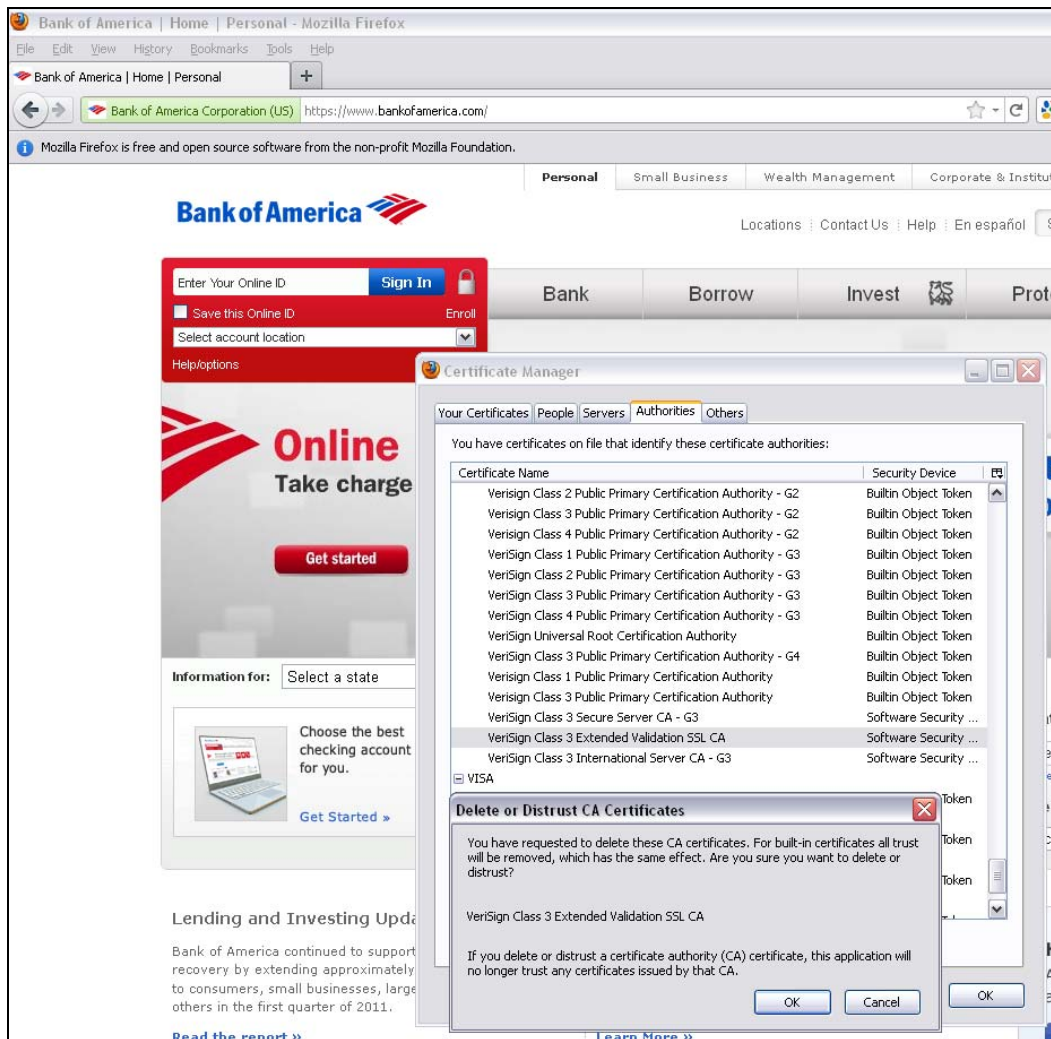 Bank of America | Home | Personal - Mozilla Firefox
File Edit View History Bookmarks Tools Help
Bank of America | Home | Personal +
Bank of America Corporation (US) https://www.bankofamerica.com/
Mozilla Firefox is free and open source software from the non-profit Mozilla Foundation.
Personal Small Business Wealth Management Corporate & Institut
Bank of America
Locations Contact Us Help En español
Enter Your Online ID Sign In
Save this Online ID Enroll
Select account location
Help/options
Bank Borrow Invest Prot
Online
Take charge
Get started
Information for: Select a state
Choose the best
checking account
for you.
Get Started »
Lending and Investing Upda
Bank of America continued to support
recovery by extending approximately
to consumers, small businesses, large
others in the first quarter of 2011.
Read the report »
Learn More »
Certificate Manager
Your Certificates People Servers Authorities Others
You have certificates on file that identify these certificate authorities:
Certificate Name Security Device
Verisign Class 2 Public Primary Certification Authority - G2 Builtin Object Token
Verisign Class 3 Public Primary Certification Authority - G2 Builtin Object Token
Verisign Class 4 Public Primary Certification Authority - G2 Builtin Object Token
VeriSign Class 1 Public Primary Certification Authority - G3 Builtin Object Token
VeriSign Class 2 Public Primary Certification Authority - G3 Builtin Object Token
VeriSign Class 3 Public Primary Certification Authority - G3 Builtin Object Token
VeriSign Class 4 Public Primary Certification Authority - G3 Builtin Object Token
VeriSign Universal Root Certification Authority Builtin Object Token
VeriSign Class 3 Public Primary Certification Authority - G4 Builtin Object Token
Verisign Class 1 Public Primary Certification Authority Builtin Object Token
Verisign Class 3 Public Primary Certification Authority Builtin Object Token
VeriSign Class 3 Secure Server CA - G3 Software Security ...
VeriSign Class 3 Extended Validation SSL CA Software Security ...
VeriSign Class 3 International Server CA - G3 Software Security ...
VISA
Token
Token
Token
Delete or Distrust CA Certificates
You have requested to delete these CA certificates. For built-in certificates all trust
will be removed, which has the same effect. Are you sure you want to delete or
distrust?
VeriSign Class 3 Extended Validation SSL CA
If you delete or distrust a certificate authority (CA) certificate, this application will
no longer trust any certificates issued by that CA.
OK Cancel
OK